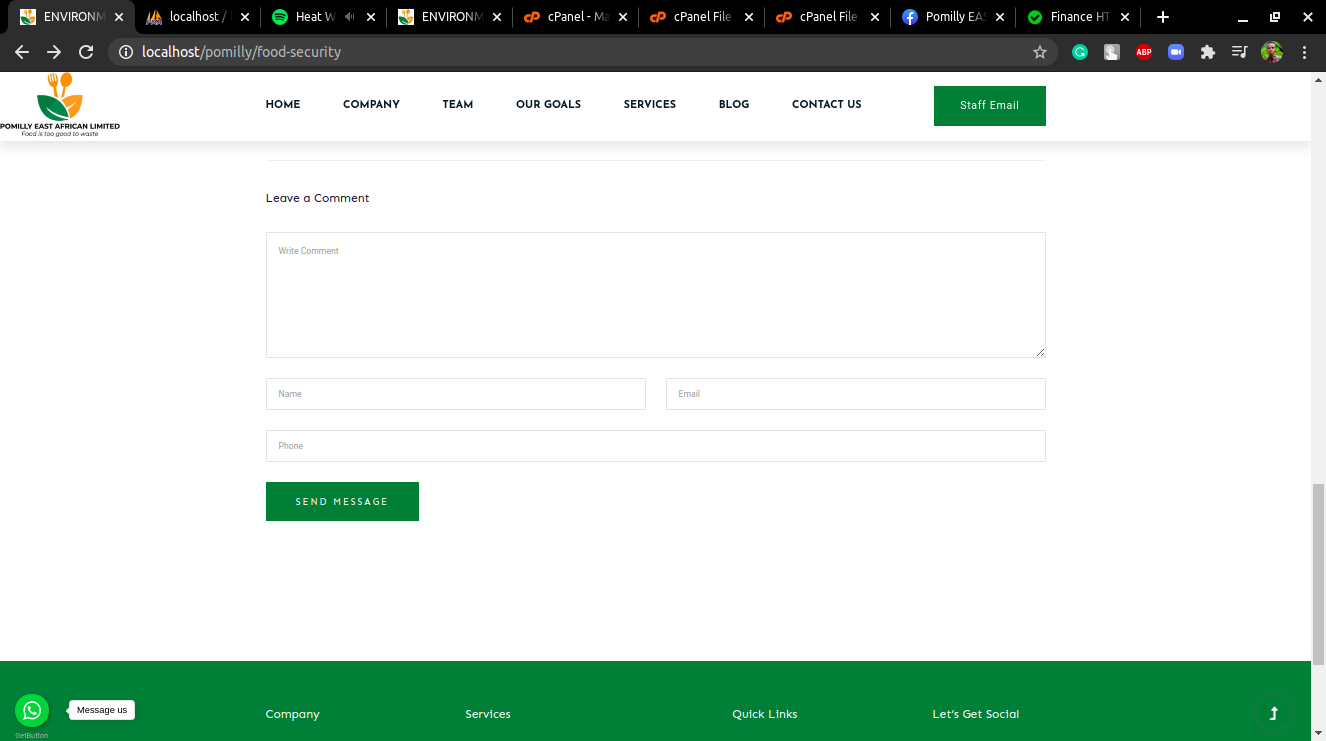 ENVIRONM
localhost /
Heat W
ENVIRONM
cPanel - Ma
cPanel File
cPanel File
Pomilly EAS
Finance HT
localhost/pomilly/food-security
ABP
POMILLY EAST AFRICAN LIMITED
Food is too good to waste
HOME
COMPANY
TEAM
OUR GOALS
SERVICES
BLOG
CONTACT US
Staff Email
Leave a Comment
Write Comment
Name
Email
Phone
SEND MESSAGE
Message us
GetButton
Company
Services
Quick Links
Let's Get Social